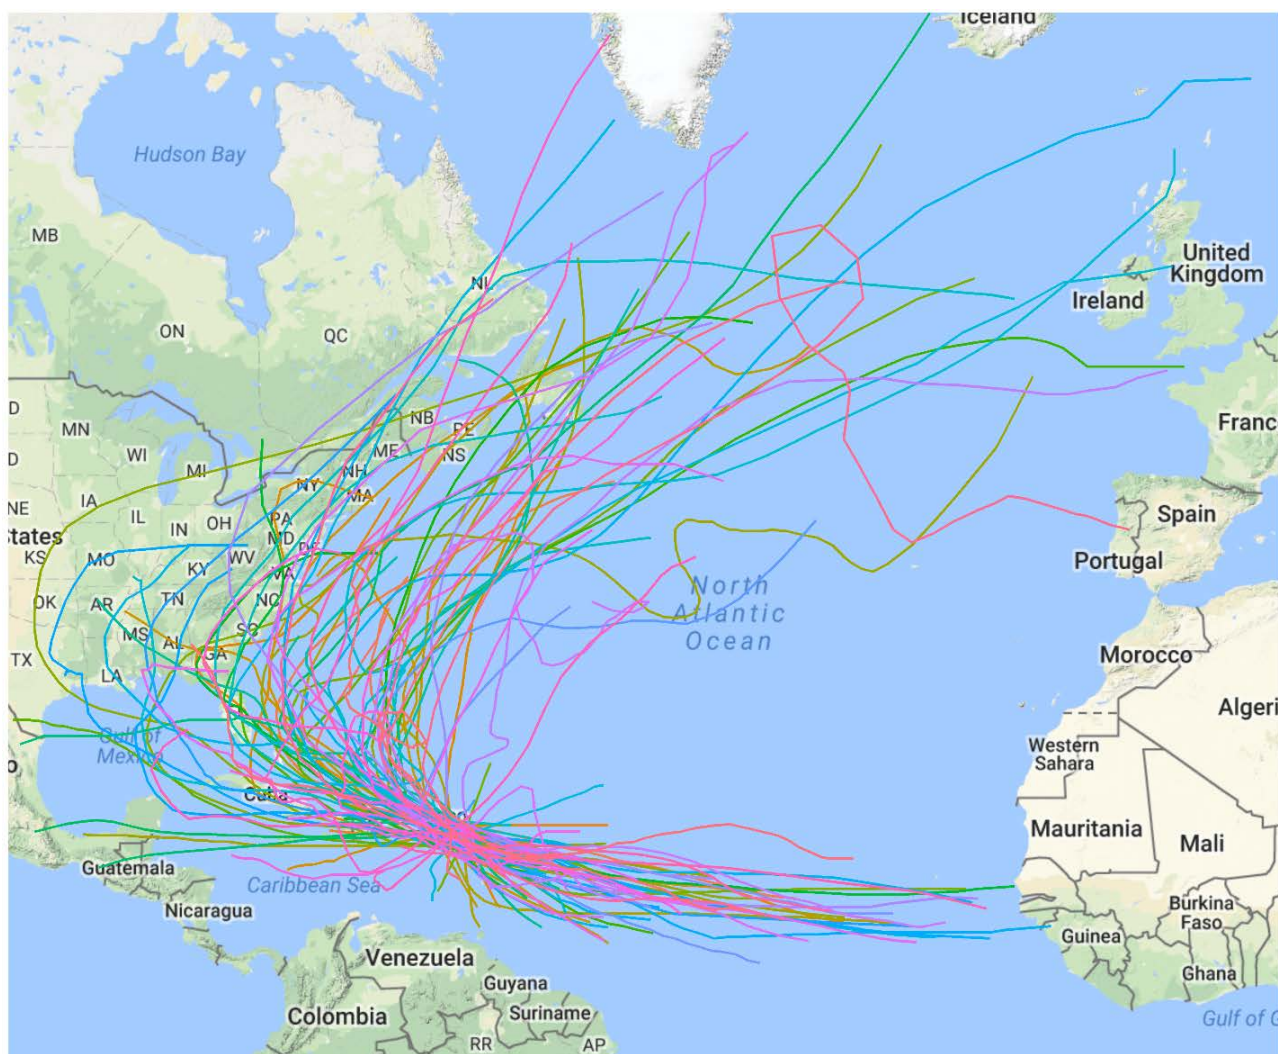 Iceland
Hudson Bay
MB
United
Kingdom
NL
Ireland
ON
QC
D
NB
PE
MN
Franc
ME
WI
NS
D
MI
NH
NY
MA
NE
IA
PA
Spain
IL
OH
tates
IN
MD
KS
MO
WV
Portugal
KY
VA
North
Atlantic
Ocean
OK
AR
TN
NC
MS
SC
AL
GA
Morocco
TX
LA
Algeri
Gulf of
Mexico
Western
Sahara
o
Cuba
Mauritania
Mali
Guatemala
Caribbean Sea
Nicaragua
Burkina
Faso
Guinea
Venezuela
Ghana
Guyana
Suriname
Colombia
Gulf of G
RR
AP